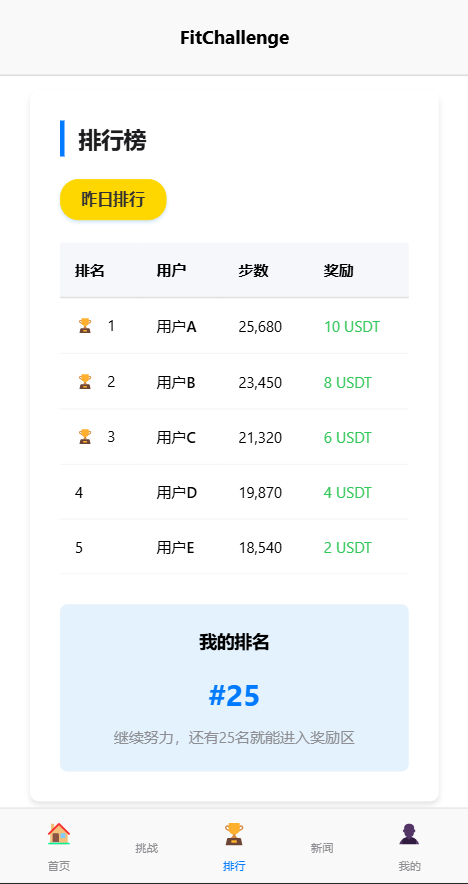 FitChallenge
排行榜
昨日排行
排名 用户 步数 奖励
1 用户A 25,680 10 USDT
2 用户B 23,450 8 USDT
3 用户C 21,320 6 USDT
4 用户D 19,870 4 USDT
5 用户E 18,540 2 USDT
我的排名
#25
继续努力，还有25名就能进入奖励区
首页 挑战 排行 新闻 我的